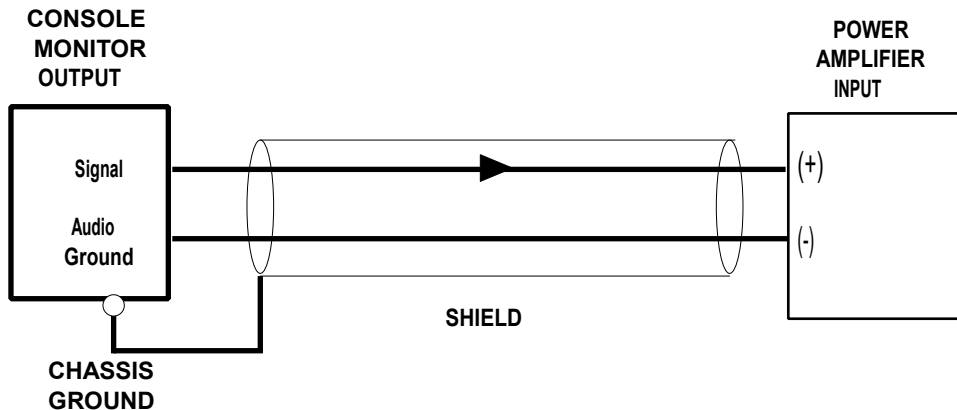 CONSOLE
MONITOR
OUTPUT
POWER
AMPLIFIER
INPUT
Signal
(+)
Audio
Ground
(-)
SHIELD
CHASSIS
GROUND